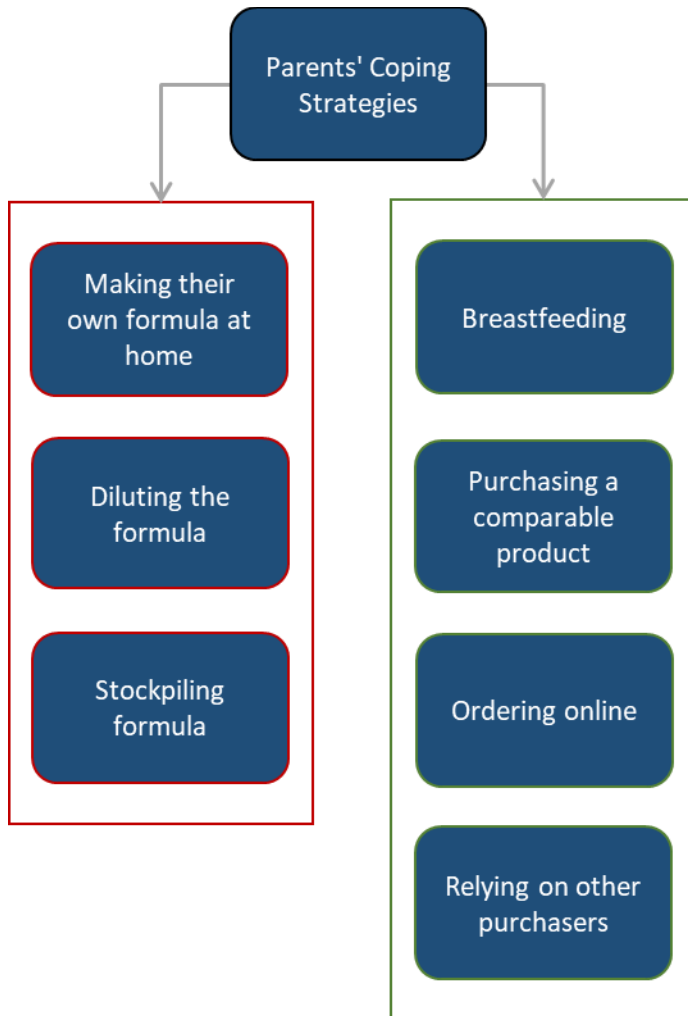 Parents' Coping
Strategies
Making their
own formula at
home
Diluting the
formula
Stockpiling
formula
Breastfeeding
Purchasing a
comparable
product
Ordering online
Relying on other
purchasers